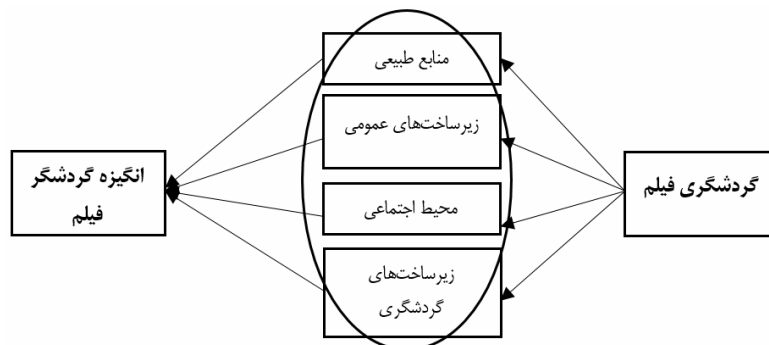 گردشگری فیلم
منابع طبیعی
زیرساخت‌های عمومی
محیط اجتماعی
زیرساخت‌های
گردشگری
انگیزه گردشگر
فیلم